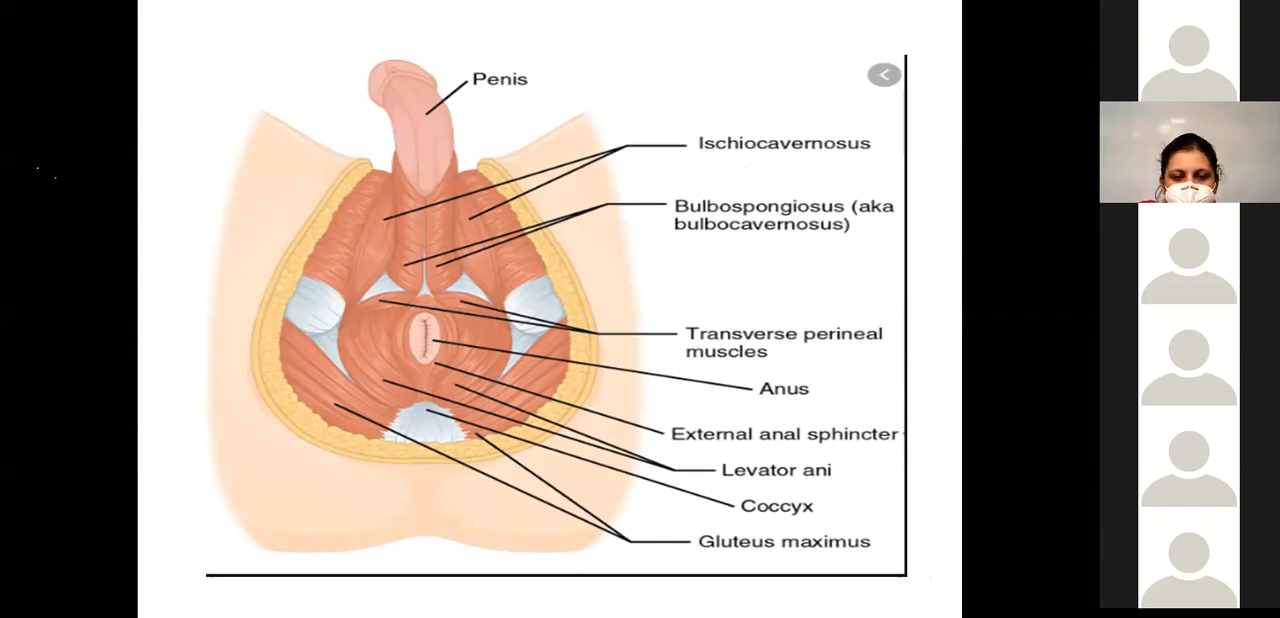 Penis
Ischiocavernosus
Bulbospongiosus (aka
bulbocavernosus)
Transverse perineal
muscles
Anus
External anal sphincter
Levator ani
Coccyx
Gluteus maximus